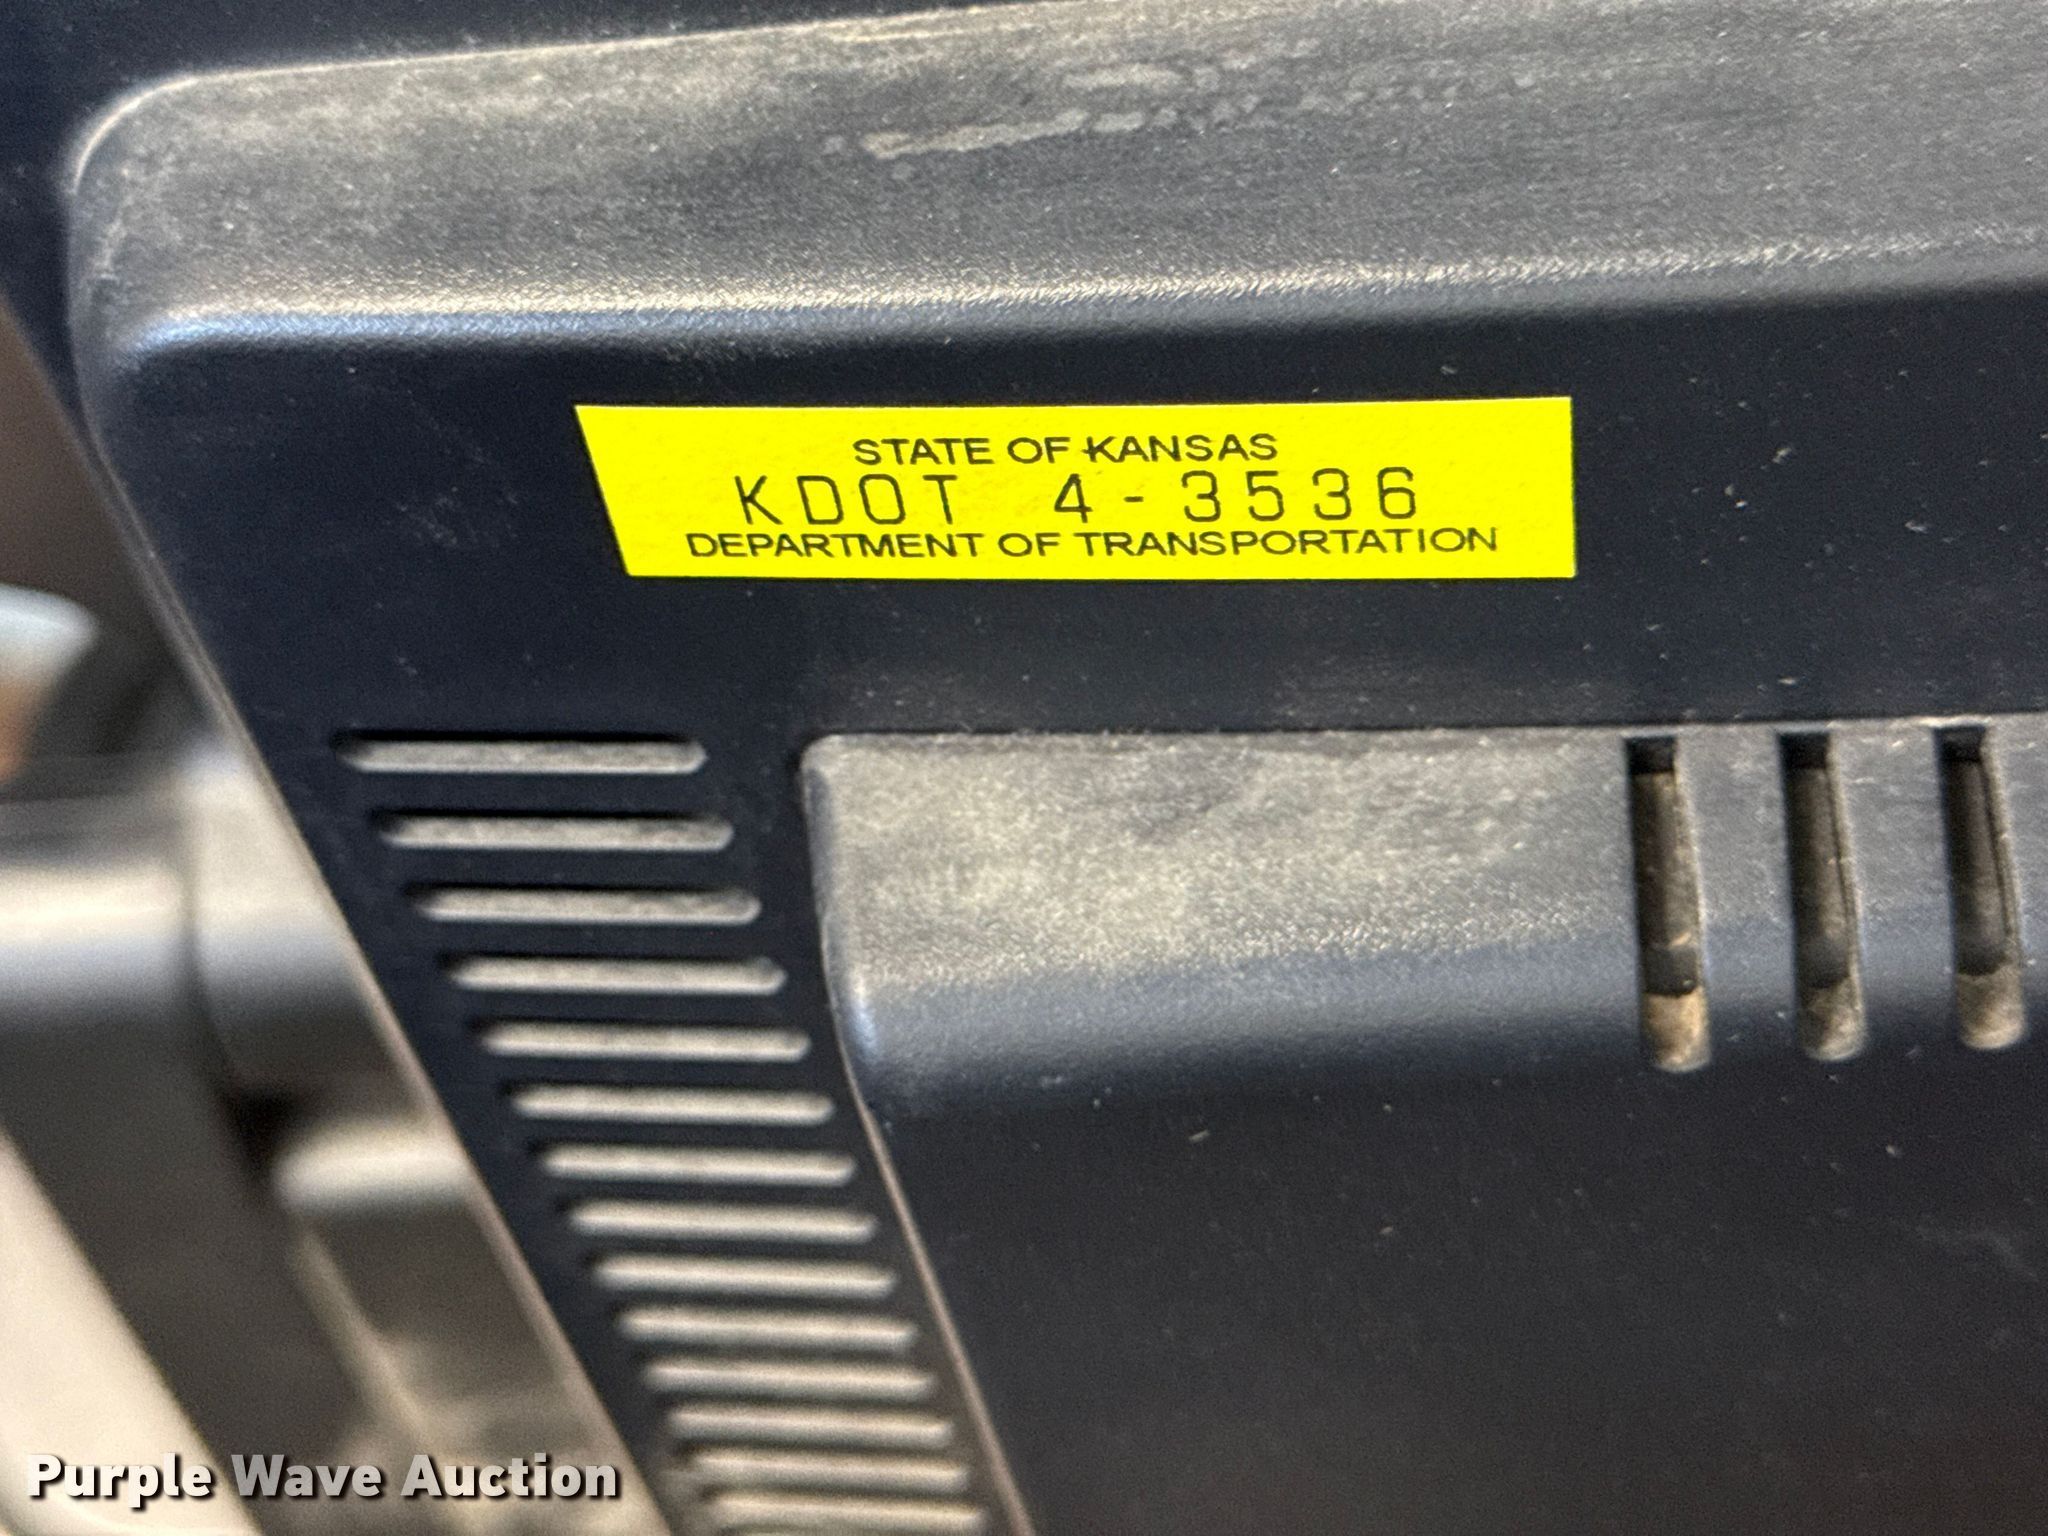 STATE OF KANSAS
KDOT 4-3536
DEPARTMENT OF TRANSPORTATION
Purple Wave Auction